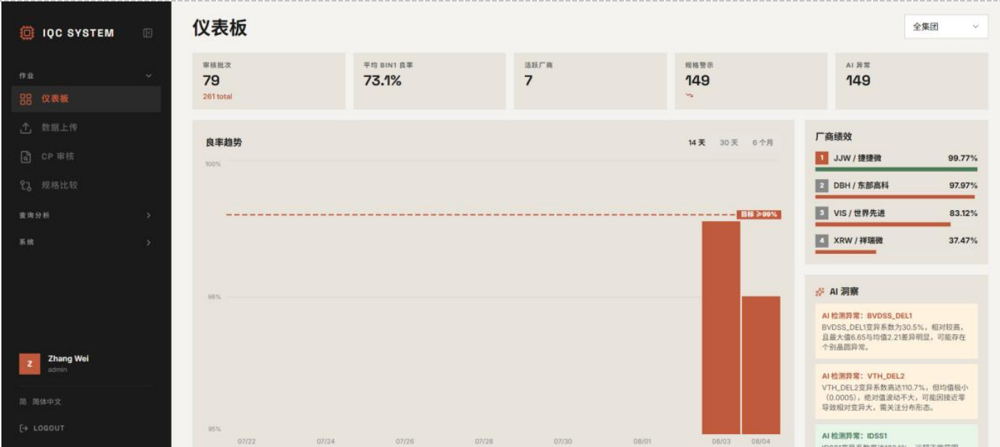 IQC SYSTEM
作业
仪表板
数据上传
CP 审核
规格比较
查询分析
系统
Z
Zhang Wei
admin
简 简体中文
LOGOUT
仪表板
全集团
审核批次
79
261 total
平均 BIN1 良率
73.1%
活跃厂商
7
规格警示
149
AI 异常
149
良率趋势
14 天 30 天 6 个月
100%
目标 ≥99%
98%
95%
07/22 07/24 07/26 07/28 07/30 08/01 08/03 08/04
厂商绩效
1 JJW / 捷捷微 99.77%
2 DBH / 东部高科 97.97%
3 VIS / 世界先进 83.12%
4 XRW / 祥瑞微 37.47%
AI 洞察
AI 检测异常：BVDSS_DEL1
BVDSS_DEL1变异系数为30.5%，相对较高，
且最大值6.65与均值2.21差异明显，可能存在
个别晶圆异常。
AI 检测异常：VTH_DEL2
VTH_DEL2变异系数高达110.7%，但均值极小
（0.0005），绝对值波动不大，可能因接近零
导致相对变异大，需关注分布形态。
AI 检测异常：IDSS1